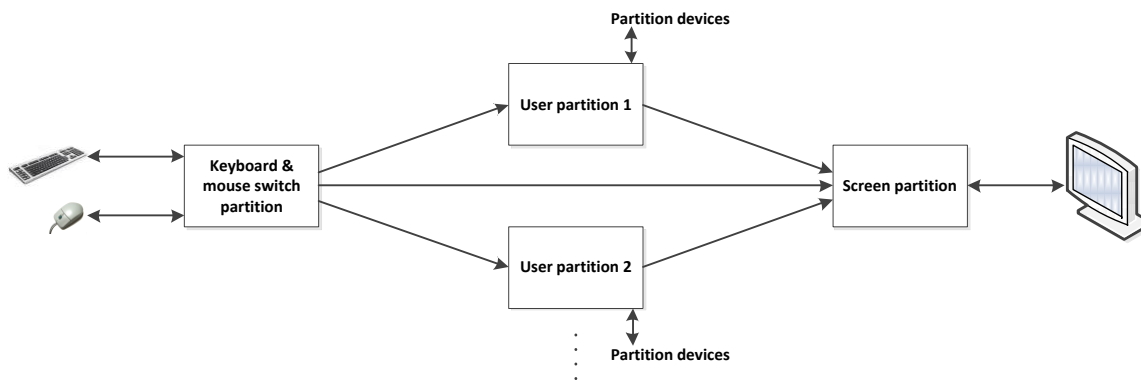 Partition devices
User partition 1
Keyboard &
mouse switch
partition
Screen partition
User partition 2
Partition devices